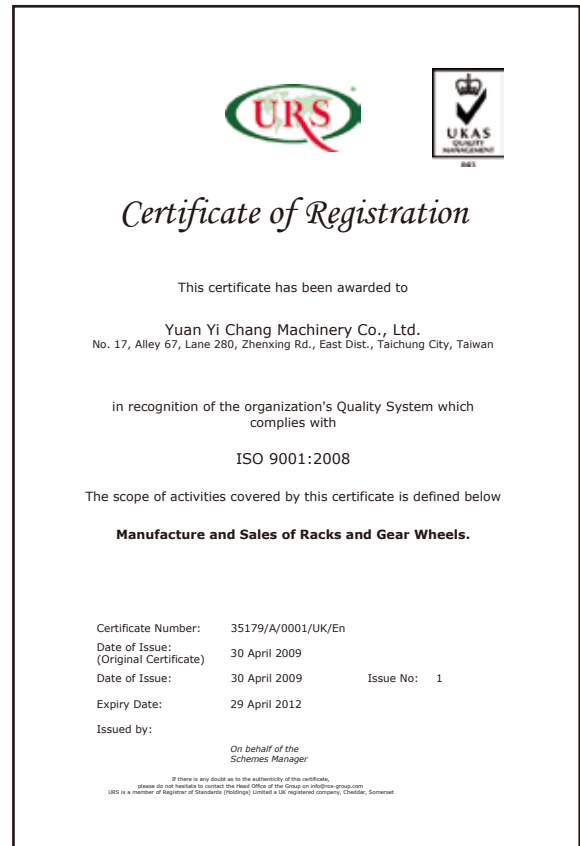 URS
UKAS
QUALITY
MANAGEMENT
Certificate of Registration
This certificate has been awarded to
Yuan Yi Chang Machinery Co., Ltd.
No. 17, Alley 67, Lane 280, Zhenxing Rd., East Dist., Taichung City, Taiwan
in recognition of the organization's Quality System which
complies with
ISO 9001:2008
The scope of activities covered by this certificate is defined below
Manufacture and Sales of Racks and Gear Wheels.
Certificate Number: 35179/A/0001/UK/En
Date of Issue:
(Original Certificate) 30 April 2009
Date of Issue: 30 April 2009 Issue No: 1
Expiry Date: 29 April 2012
Issued by:
On behalf of the
Schemes Manager
If there is any doubt as to the authenticity of this certificate,
please do not hesitate to contact the Head Office of the Group on info@ros-group.com
URS is a member of Registrar of Standards (Holdings) Limited a UK registered company, Cheddar, Somerset